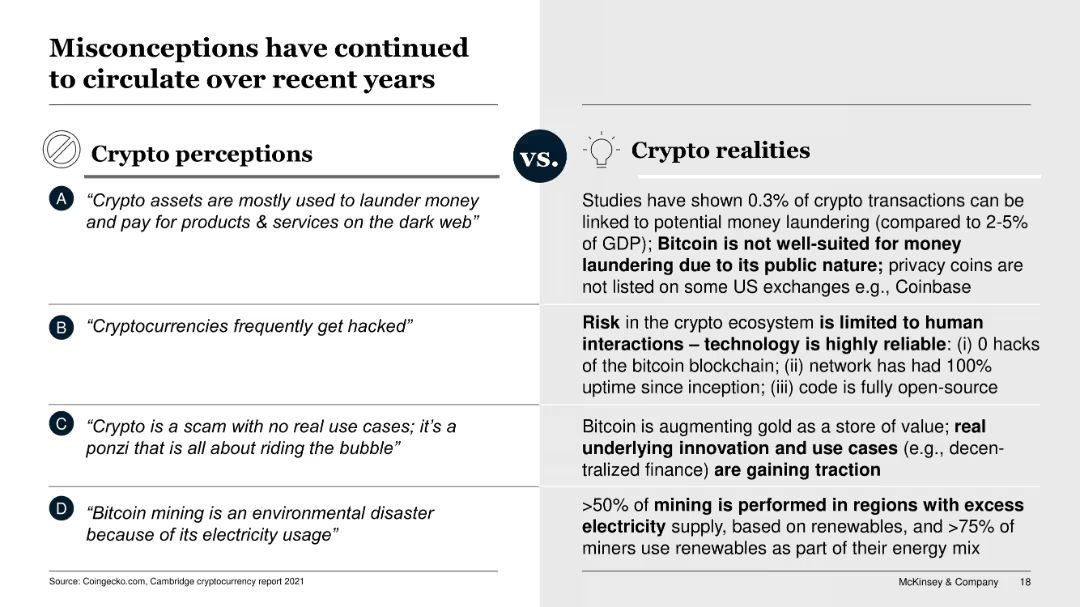 Misconceptions have continued
to circulate over recent years
Crypto perceptions
vs.
Crypto realities
A
“Crypto assets are mostly used to launder money
and pay for products & services on the dark web”
Studies have shown 0.3% of crypto transactions can be
linked to potential money laundering (compared to 2-5%
of GDP); Bitcoin is not well-suited for money
laundering due to its public nature; privacy coins are
not listed on some US exchanges e.g., Coinbase
B
“Cryptocurrencies frequently get hacked”
Risk in the crypto ecosystem is limited to human
interactions – technology is highly reliable: (i) 0 hacks
of the bitcoin blockchain; (ii) network has had 100%
uptime since inception; (iii) code is fully open-source
C
“Crypto is a scam with no real use cases; it’s a
ponzi that is all about riding the bubble”
Bitcoin is augmenting gold as a store of value; real
underlying innovation and use cases (e.g., decen-
tralized finance) are gaining traction
D
“Bitcoin mining is an environmental disaster
because of its electricity usage”
>50% of mining is performed in regions with excess
electricity supply, based on renewables, and >75% of
miners use renewables as part of their energy mix
Source: Coingecko.com, Cambridge cryptocurrency report 2021
McKinsey & Company 18